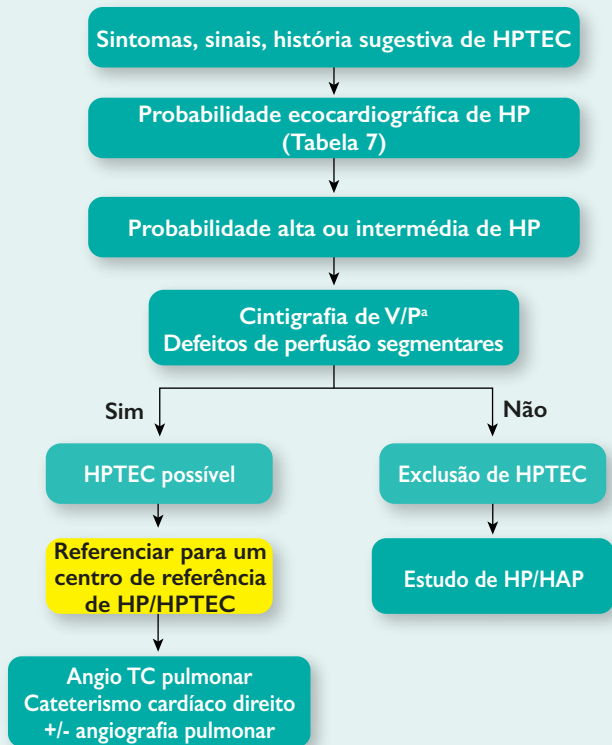 Sintomas, sinais, história sugestiva de HPTEC
Probabilidade ecocardiográfica de HP
(Tabela 7)
Probabilidade alta ou intermédia de HP
Cintigrafia de V/Pª
Defeitos de perfusão segmentares
Sim
Não
HPTEC possível
Exclusão de HPTEC
Referenciar para um
centro de referência
de HP/HPTEC
Estudo de HP/HAP
Angio TC pulmonar
Cateterismo cardíaco direito
+/- angiografia pulmonar